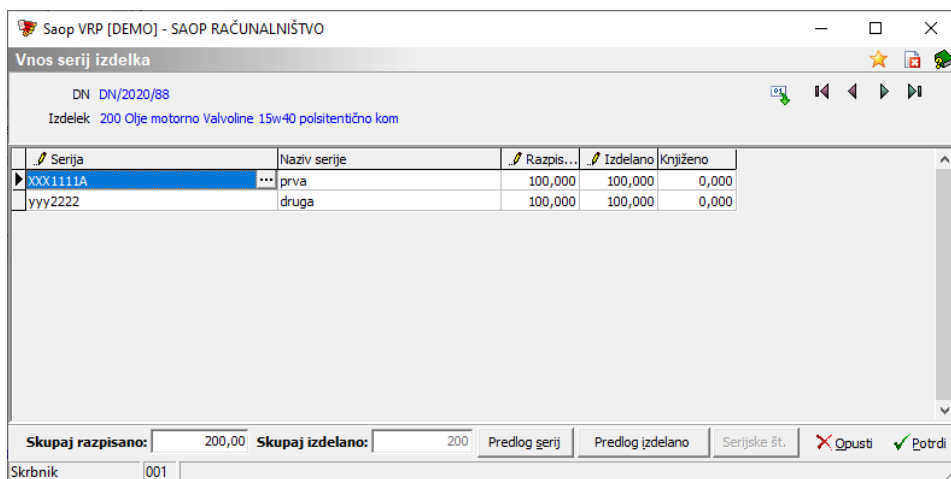 Saop VRP [DEMO] - SAOP RAČUNALNIŠTVO
Vnos serij izdelka
DN DN/2020/88
Izdelek 200 Olje motorno Valvoline 15w40 polsitentično kom
Serija Naziv serije Razpis... Izdelano Knjiženo
XXX1111A ... prva 100,000 100,000 0,000
yyy2222 druga 100,000 100,000 0,000
Skupaj razpisano: 200,00 Skupaj izdelano: 200 Predlog serij Predlog izdelano Serijske št. Opusti Potrdi
Skrbnik 001